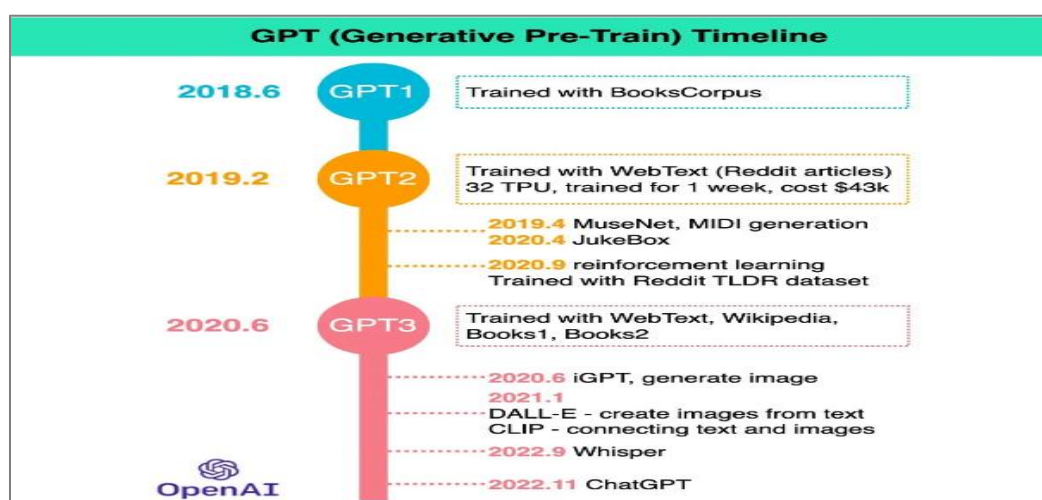 GPT (Generative Pre-Train) Timeline
2018.6
GPT1
Trained with BooksCorpus
2019.2
GPT2
Trained with WebText (Reddit articles)
32 TPU, trained for 1 week, cost $43k
2019.4 MuseNet, MIDI generation
2020.4 JukeBox
2020.9 reinforcement learning
Trained with Reddit TLDR dataset
2020.6
GPT3
Trained with WebText, Wikipedia,
Books1, Books2
2020.6 iGPT, generate image
2021.1
DALL-E - create images from text
CLIP - connecting text and images
2022.9 Whisper
2022.11 ChatGPT
OpenAI